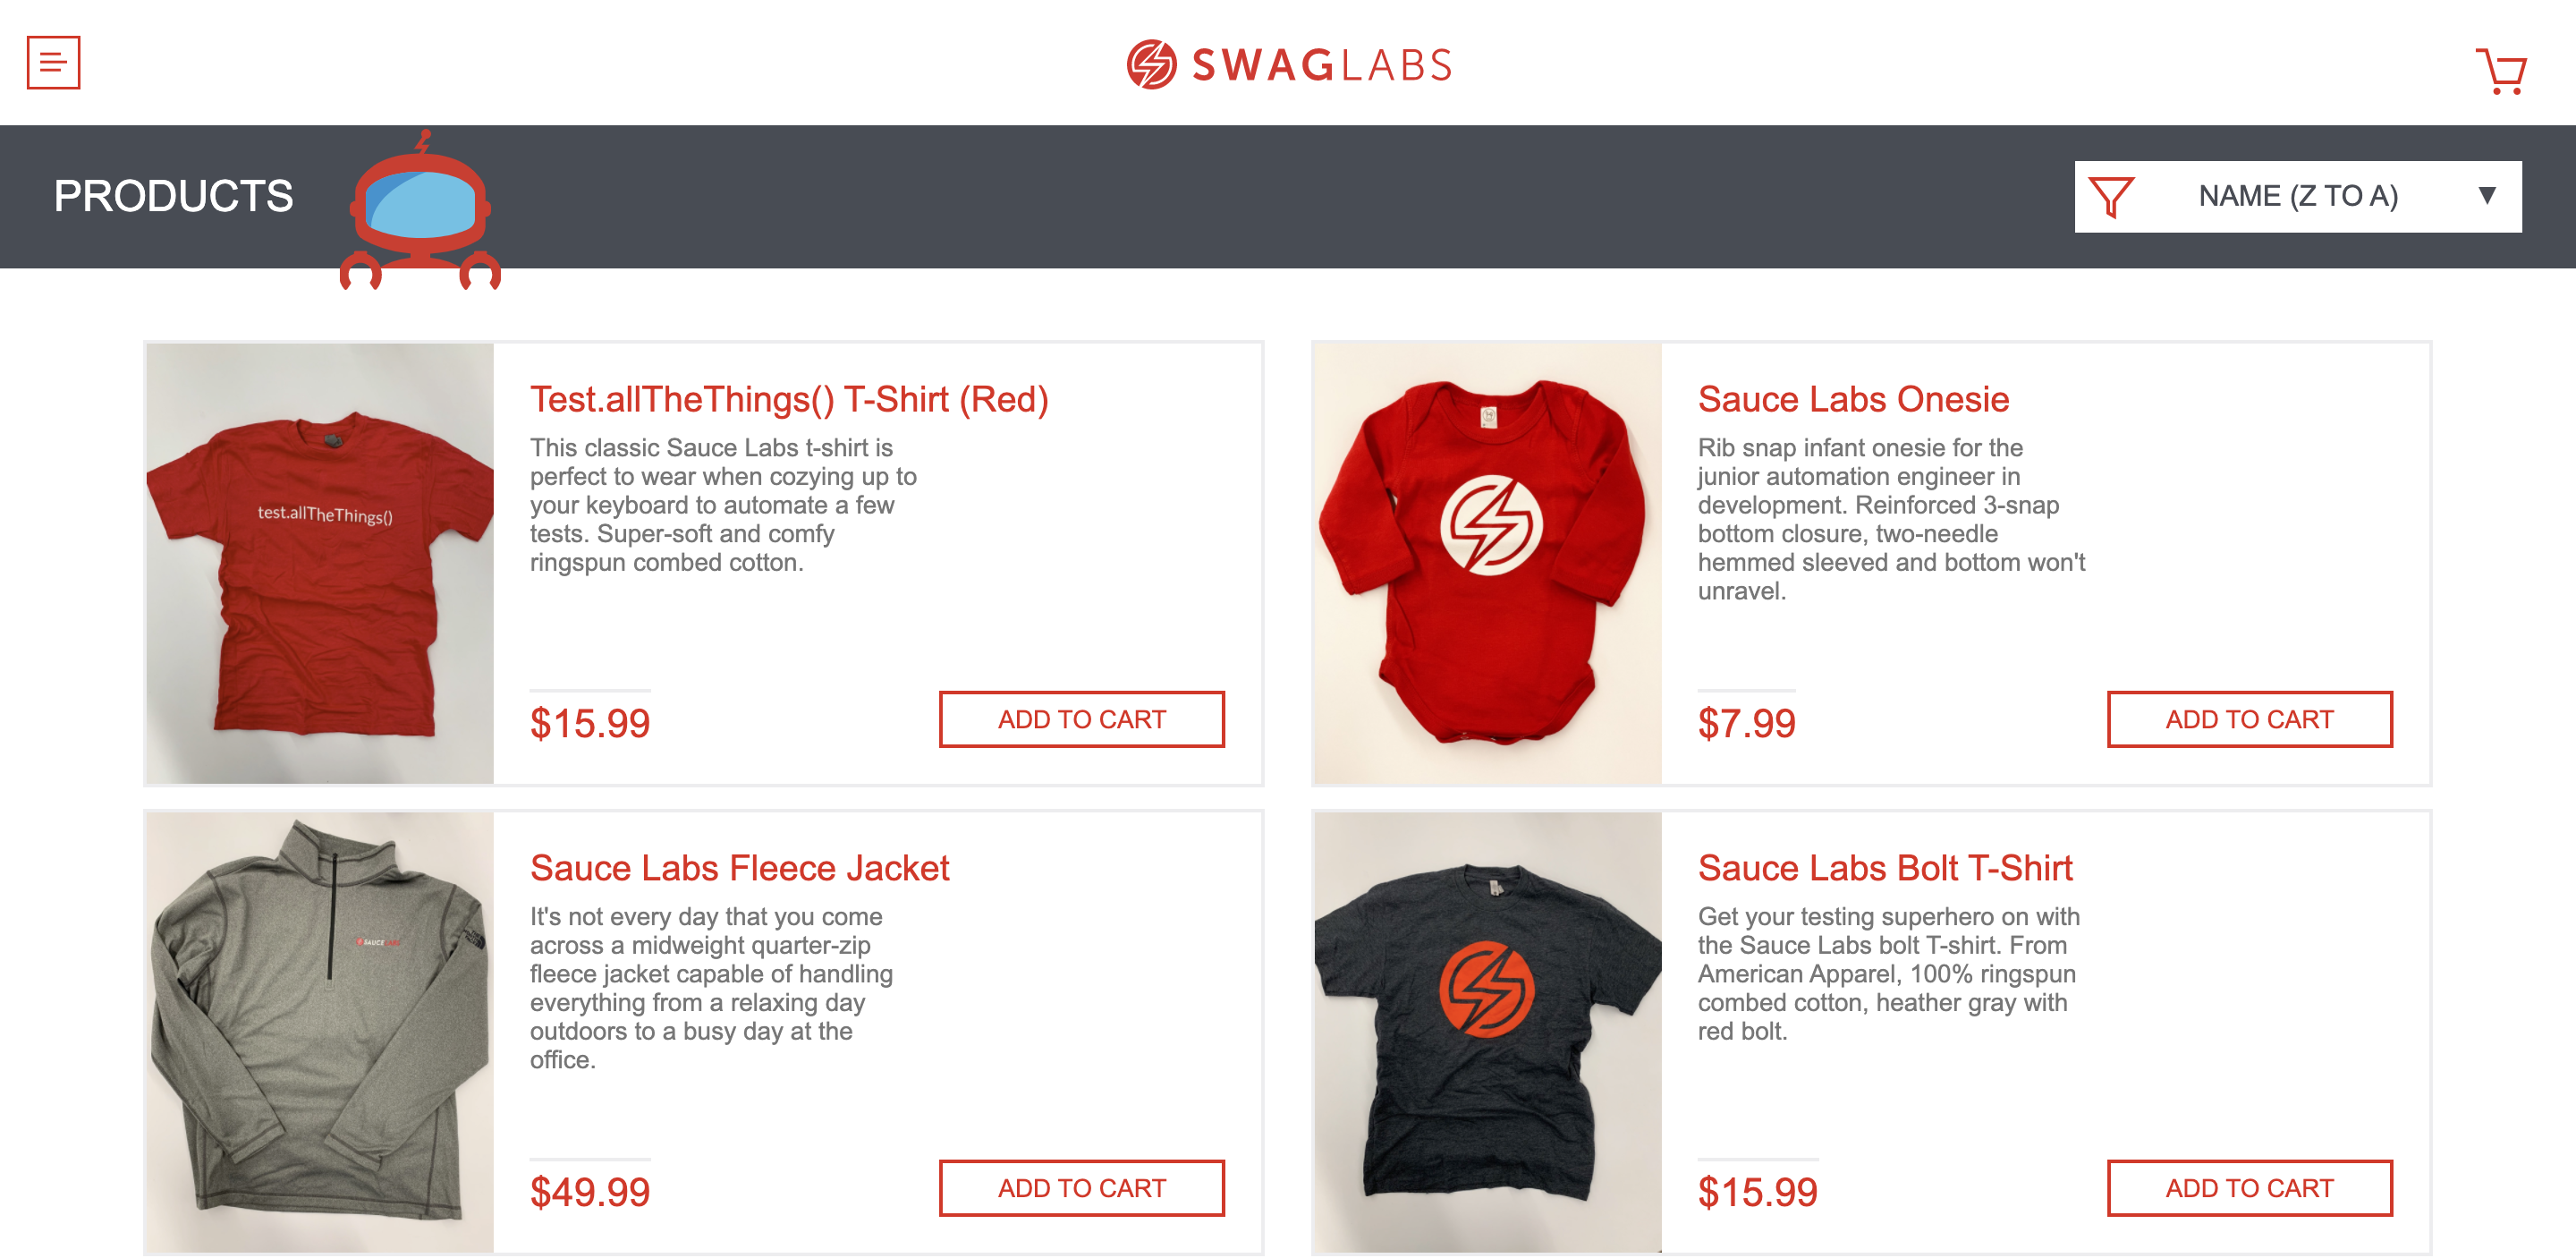 SWAGLABS
PRODUCTS
NAME (Z TO A)
test.allTheThings()
Test.allTheThings() T-Shirt (Red)
This classic Sauce Labs t-shirt is
perfect to wear when cozying up to
your keyboard to automate a few
tests. Super-soft and comfy
ringspun combed cotton.
$15.99
ADD TO CART
Sauce Labs Onesie
Rib snap infant onesie for the
junior automation engineer in
development. Reinforced 3-snap
bottom closure, two-needle
hemmed sleeved and bottom won't
unravel.
$7.99
ADD TO CART
SAUCELABS
Sauce Labs Fleece Jacket
It's not every day that you come
across a midweight quarter-zip
fleece jacket capable of handling
everything from a relaxing day
outdoors to a busy day at the
office.
$49.99
ADD TO CART
Sauce Labs Bolt T-Shirt
Get your testing superhero on with
the Sauce Labs bolt T-shirt. From
American Apparel, 100% ringspun
combed cotton, heather gray with
red bolt.
$15.99
ADD TO CART